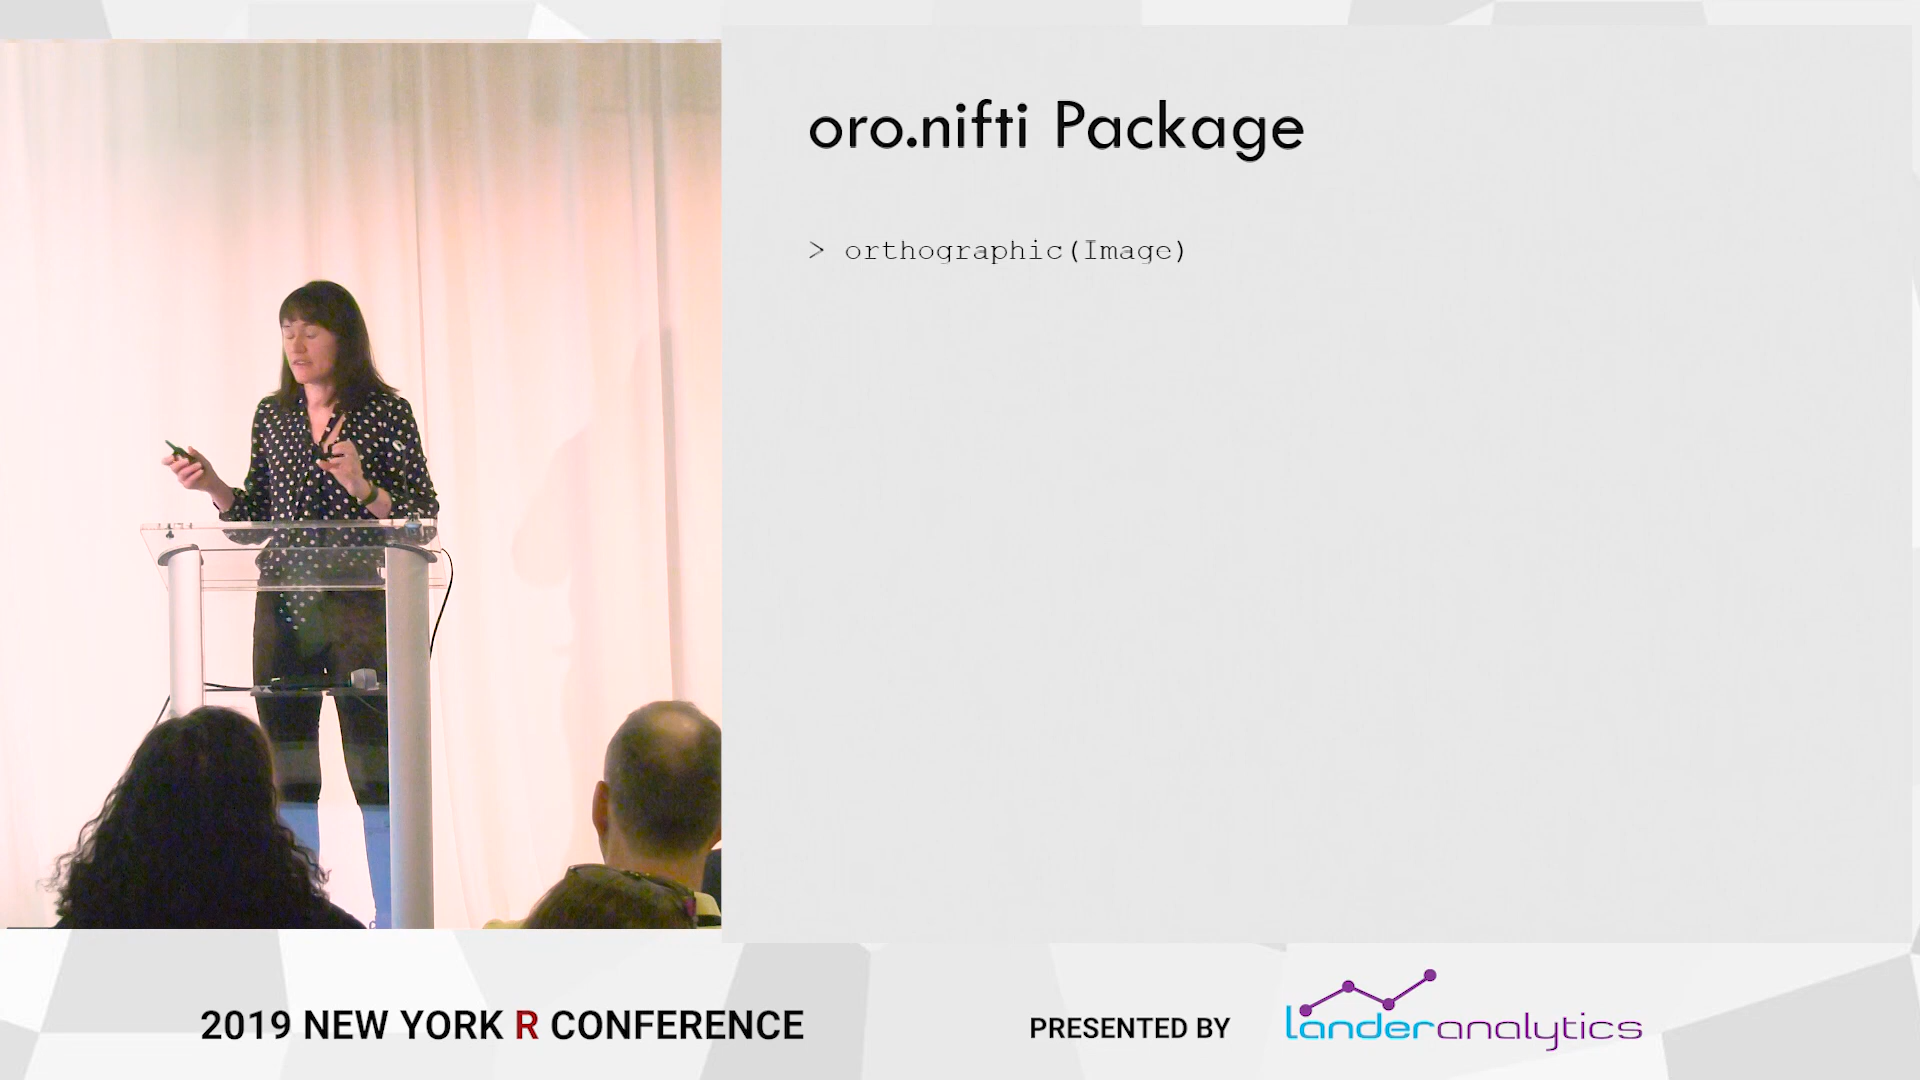 oro.nifti Package
> orthographic(Image)
2019 NEW YORK R CONFERENCE
PRESENTED BY
landeranalytics